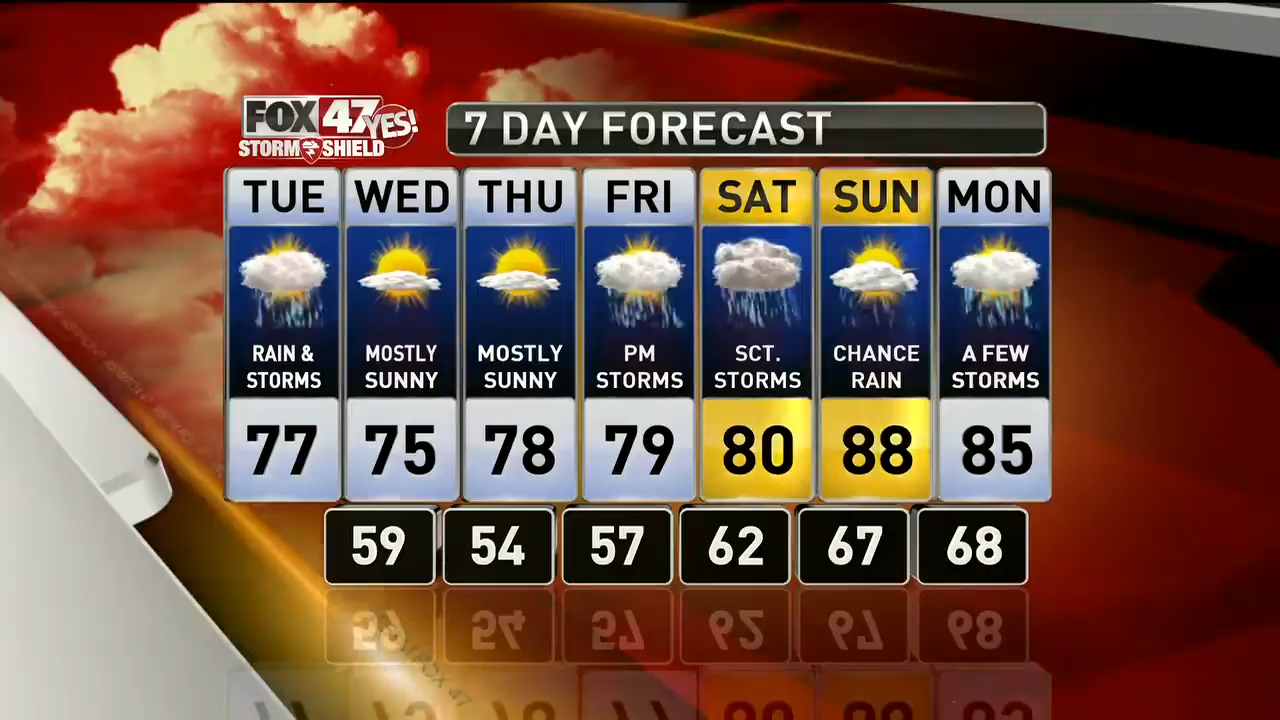 FOX 47 YES!
STORM SHIELD
7 DAY FORECAST
TUE WED THU FRI SAT SUN MON
RAIN & STORMS
MOSTLY SUNNY
MOSTLY SUNNY
PM STORMS
SCT. STORMS
CHANCE RAIN
A FEW STORMS
77 75 78 79 80 88 85
59 54 57 62 67 68